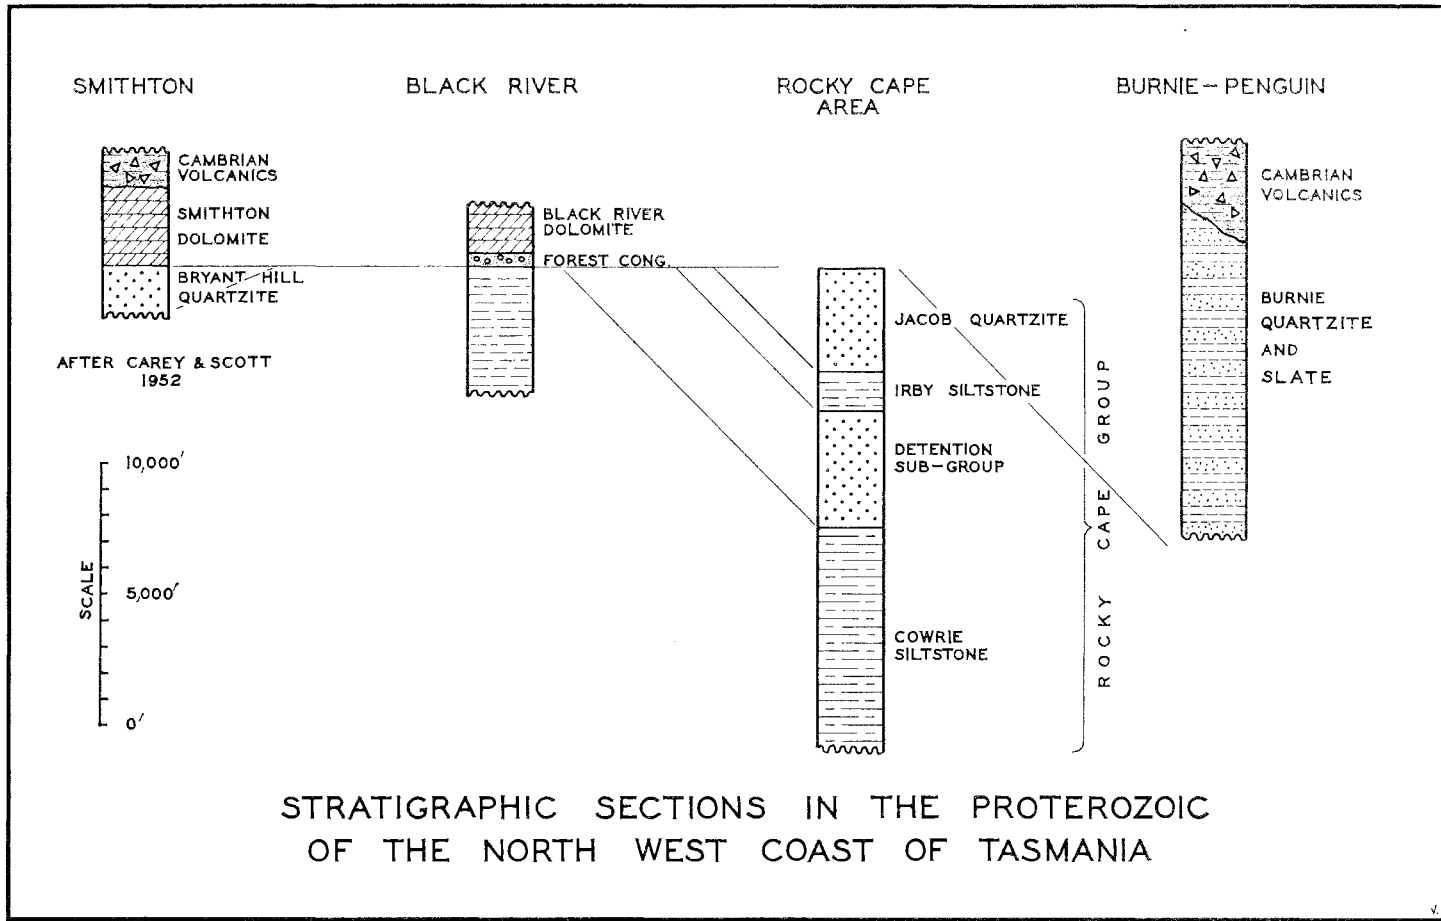 SMITHTON
BLACK RIVER
ROCKY CAPE
AREA
BURNIE-PENGUIN
CAMBRIAN
VOLCANICS
SMITHTON
DOLOMITE
BRYANT HILL
QUARTZITE
AFTER CAREY & SCOTT
1952
BLACK RIVER
DOLOMITE
FOREST CONG.
JACOB QUARTZITE
IRBY SILTSTONE
DETENTION
SUB-GROUP
COWRIE
SILTSTONE
ROCKY CAPE GROUP
CAMBRIAN
VOLCANICS
BURNIE
QUARTZITE
AND
SLATE
SCALE
10,000'
5,000'
0'
STRATIGRAPHIC SECTIONS IN THE PROTEROZOIC
OF THE NORTH WEST COAST OF TASMANIA